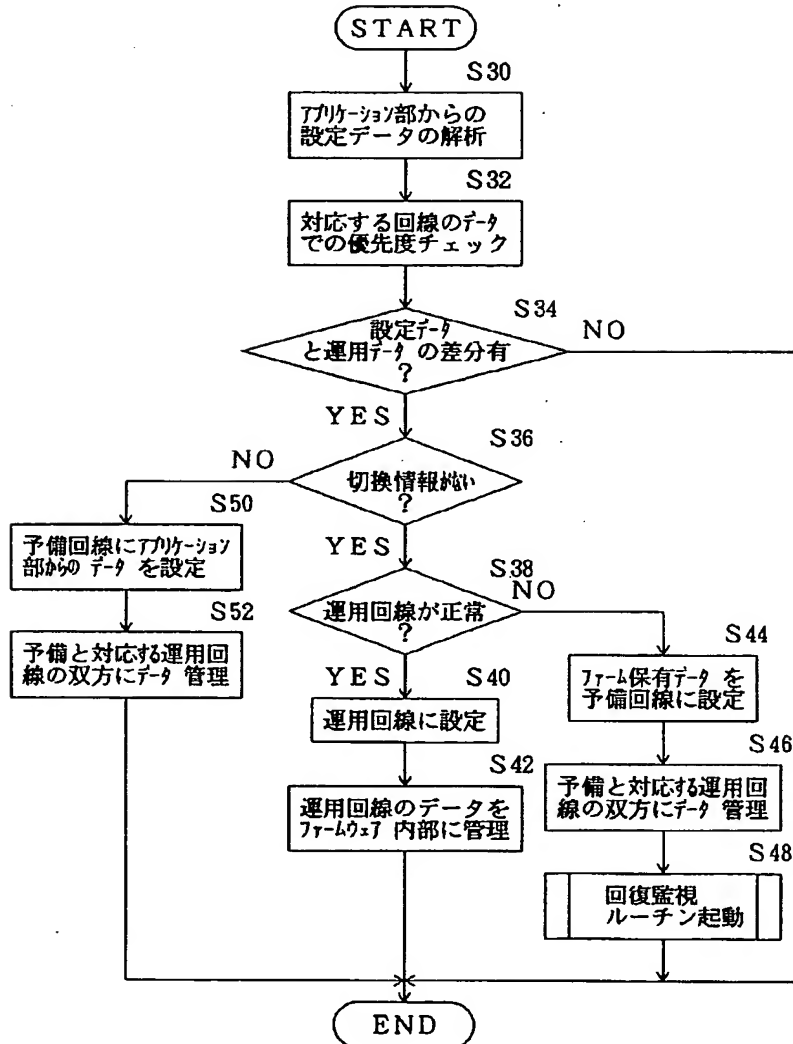 START
S30
アプリケーション部からの
設定データの解析
S32
対応する回線のデータ
での優先度チェック
S34
設定データ
と運用データ の差分有
?
NO
YES
S36
切換情報がない
?
NO
YES
S50
予備回線にアプリケーション
部からの データ を設定
S52
予備と対応する運用回
線の双方にデータ 管理
S38
運用回線が正常
?
NO
YES
S40
運用回線に設定
S42
運用回線のデータを
ファームウェア 内部に管理
S44
ファーム保有データ を
予備回線に設定
S46
予備と対応する運用回
線の双方にデータ 管理
S48
回復監視
ルーチン起動
END